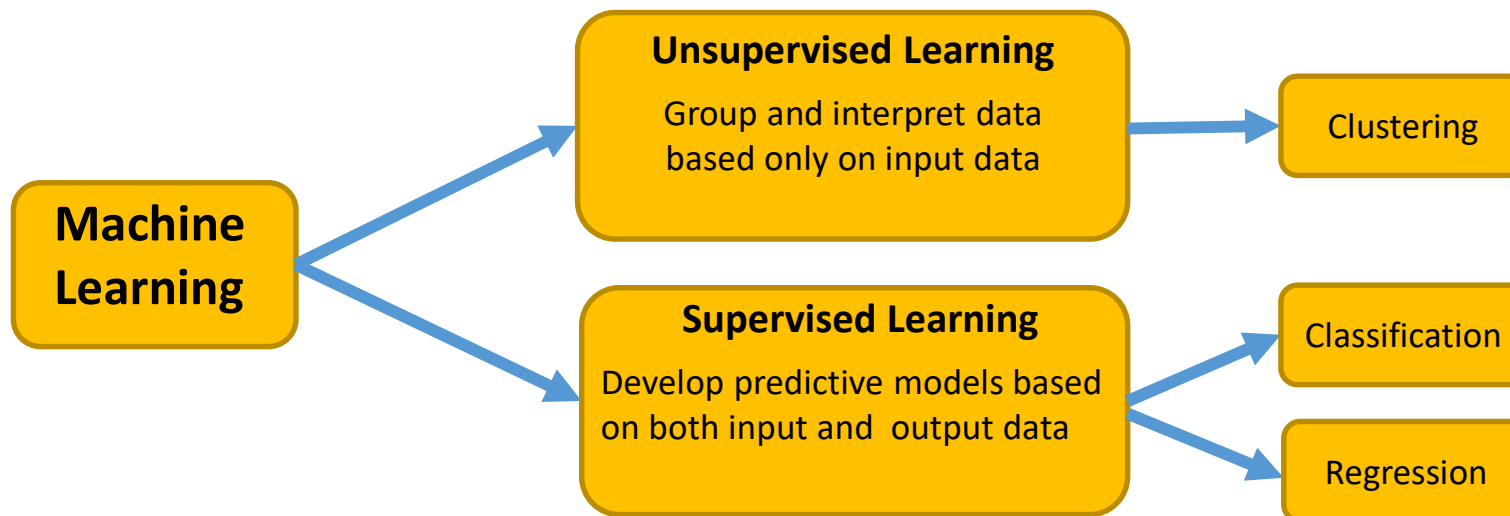 Machine
Learning
Unsupervised Learning
Group and interpret data
based only on input data
Clustering
Supervised Learning
Develop predictive models based
on both input and  output data
Classification
Regression